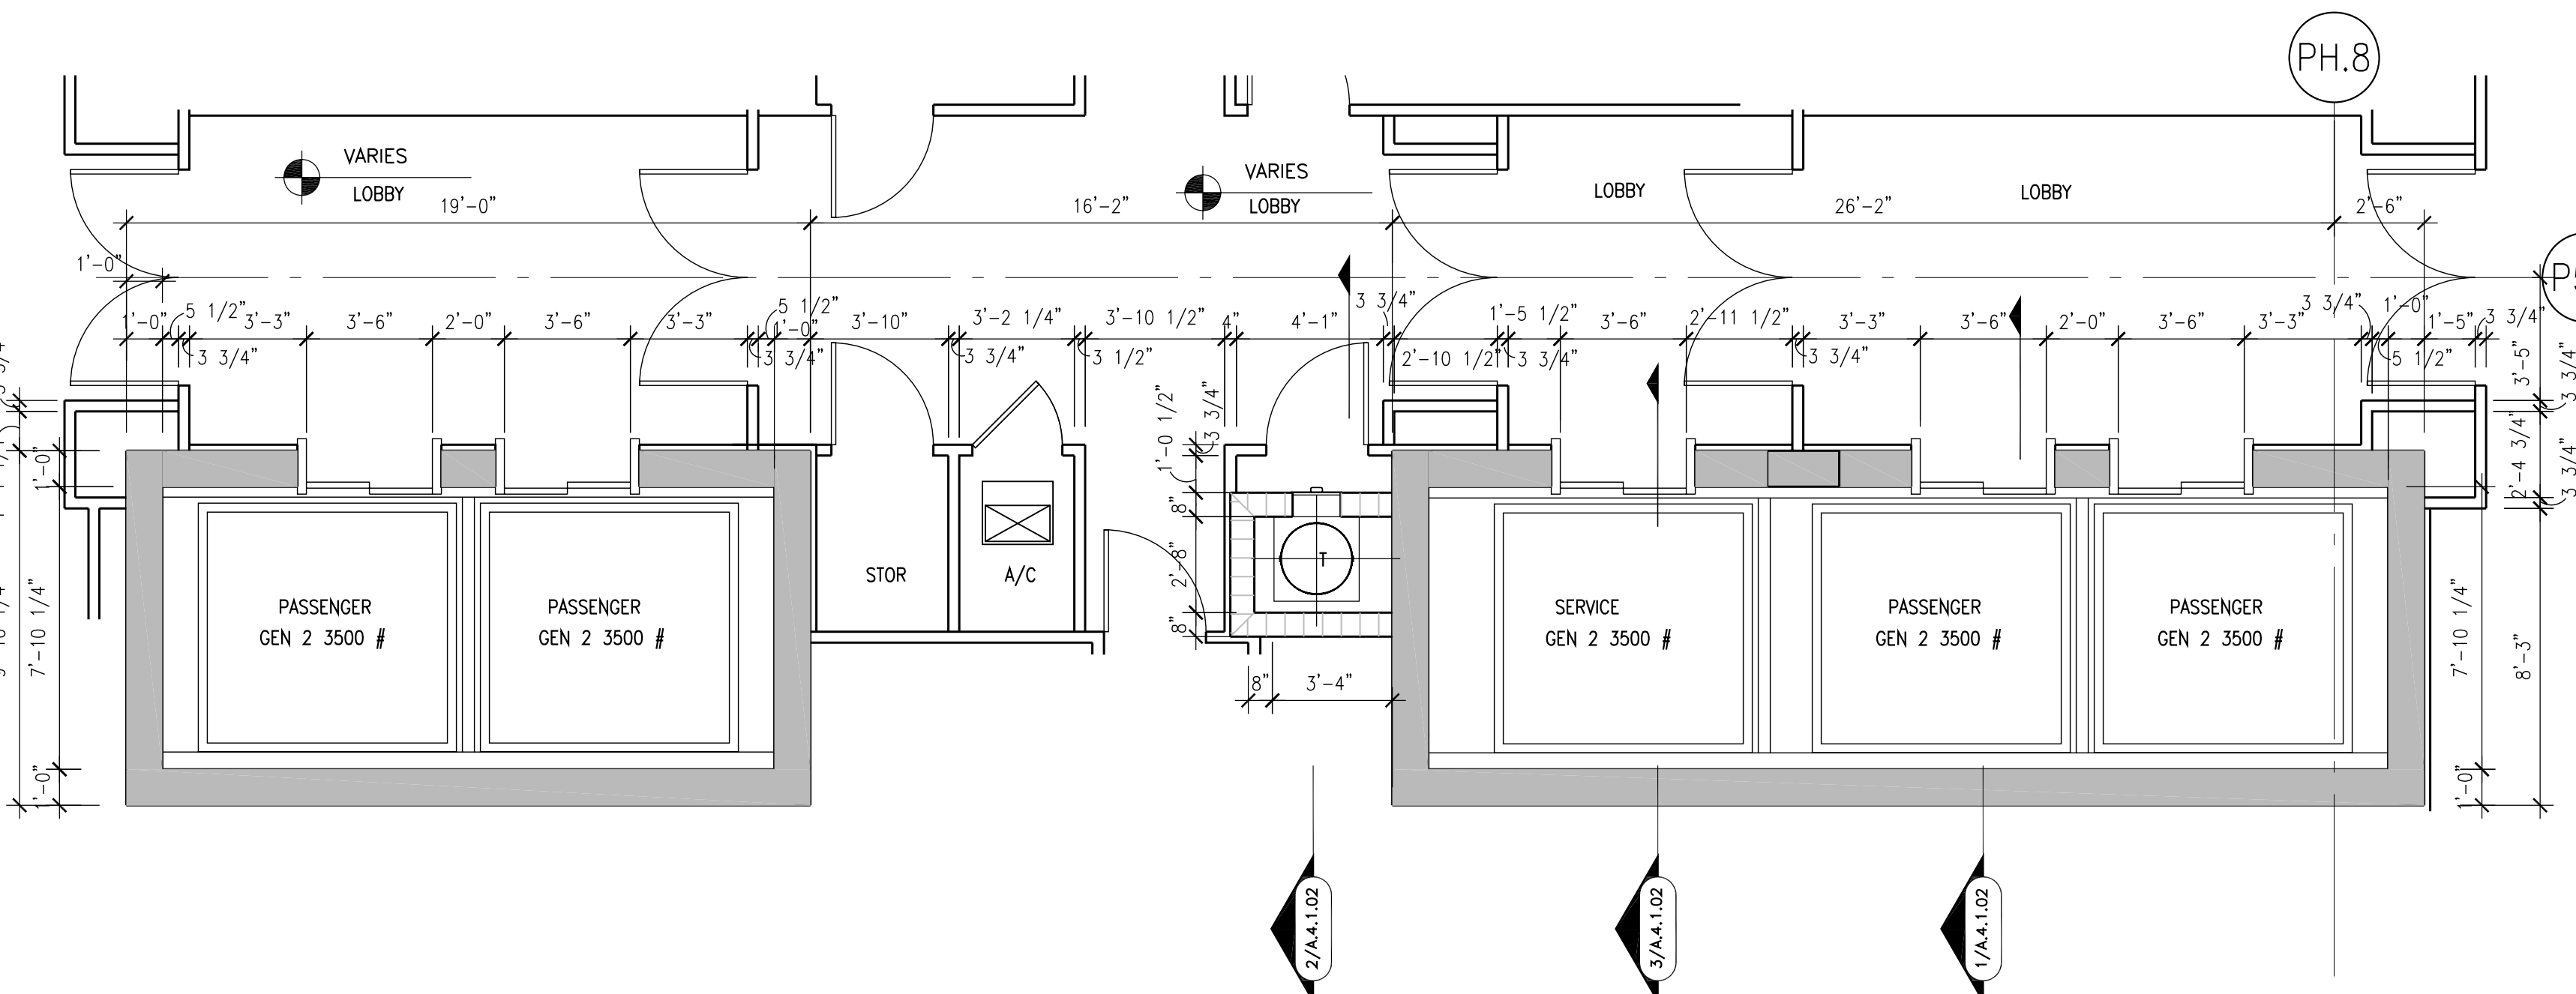 PH.8
VARIES
LOBBY
VARIES
LOBBY
LOBBY
LOBBY
19'-0"
16'-2"
26'-2"
2'-6"
1'-0"
1'-0"
5 1/2"
3 3/4"
3'-3"
3'-6"
2'-0"
3'-6"
3'-3"
5 1/2"
3 3/4"
1'-0"
3'-10"
3 3/4"
3'-2 1/4"
3 1/2"
3'-10 1/2"
4"
4'-1"
3 3/4"
2'-10 1/2"
1'-5 1/2"
3 3/4"
3'-6"
2'-11 1/2"
3 3/4"
3'-3"
3'-6"
2'-0"
3'-6"
3'-3"
3 3/4"
1'-0"
5 1/2"
1'-5"
3 3/4"
3'-5"
3 3/4"
2'-4 3/4"
3 3/4"
1'-0 1/2"
3 3/4"
1'-0"
8"
2'-8"
8"
T
STOR
A/C
PASSENGER
GEN 2 3500 #
PASSENGER
GEN 2 3500 #
SERVICE
GEN 2 3500 #
PASSENGER
GEN 2 3500 #
PASSENGER
GEN 2 3500 #
7'-10 1/4"
1'-0"
8"
3'-4"
7'-10 1/4"
8'-3"
1'-0"
2/A.4.1.02
3/A.4.1.02
1/A.4.1.02